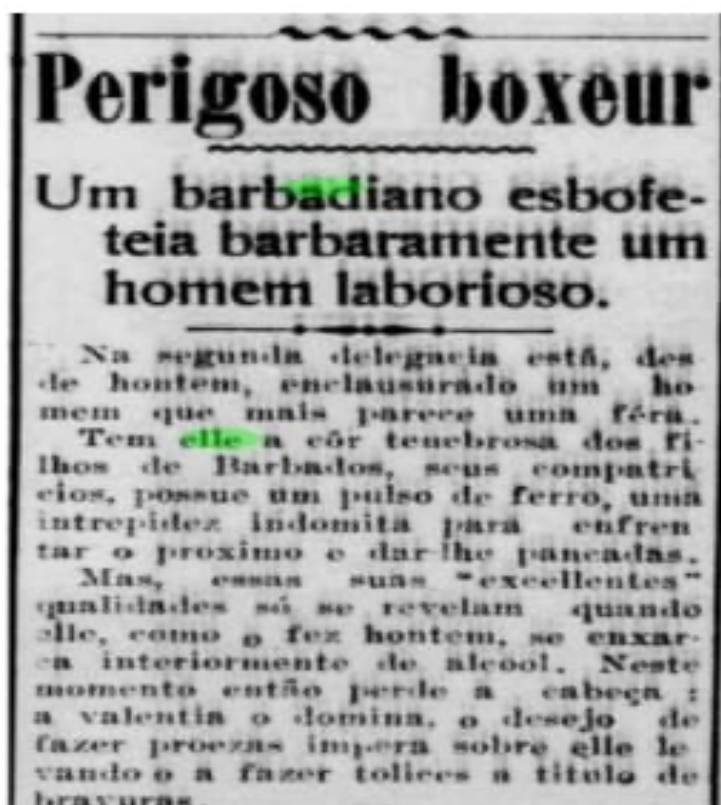 Perigoso boxeur
Um barbadiano esbofe-
teia barbaramente um
homem laborioso.
Na segunda delegacia está, des
de hontem, enclausurado um ho
mem que mais parece uma féra.
Tem elle a côr tenebrosa dos fi-
lhos de Barbados, seus compatri
cios, possue um pulso de ferro, uma
intrepidez indomita para enfren
tar o proximo e dar-lhe pancadas.
Mas, essas suas "excellentes"
qualidades só se revelam quando
elle, como o fez hontem, se enxar-
ca interiormente de alcool. Neste
momento então perde a cabeça :
a valentia o domina, o desejo de
fazer proezas impera sobre elle le
vando o a fazer tolices a titulo de
bravuras.